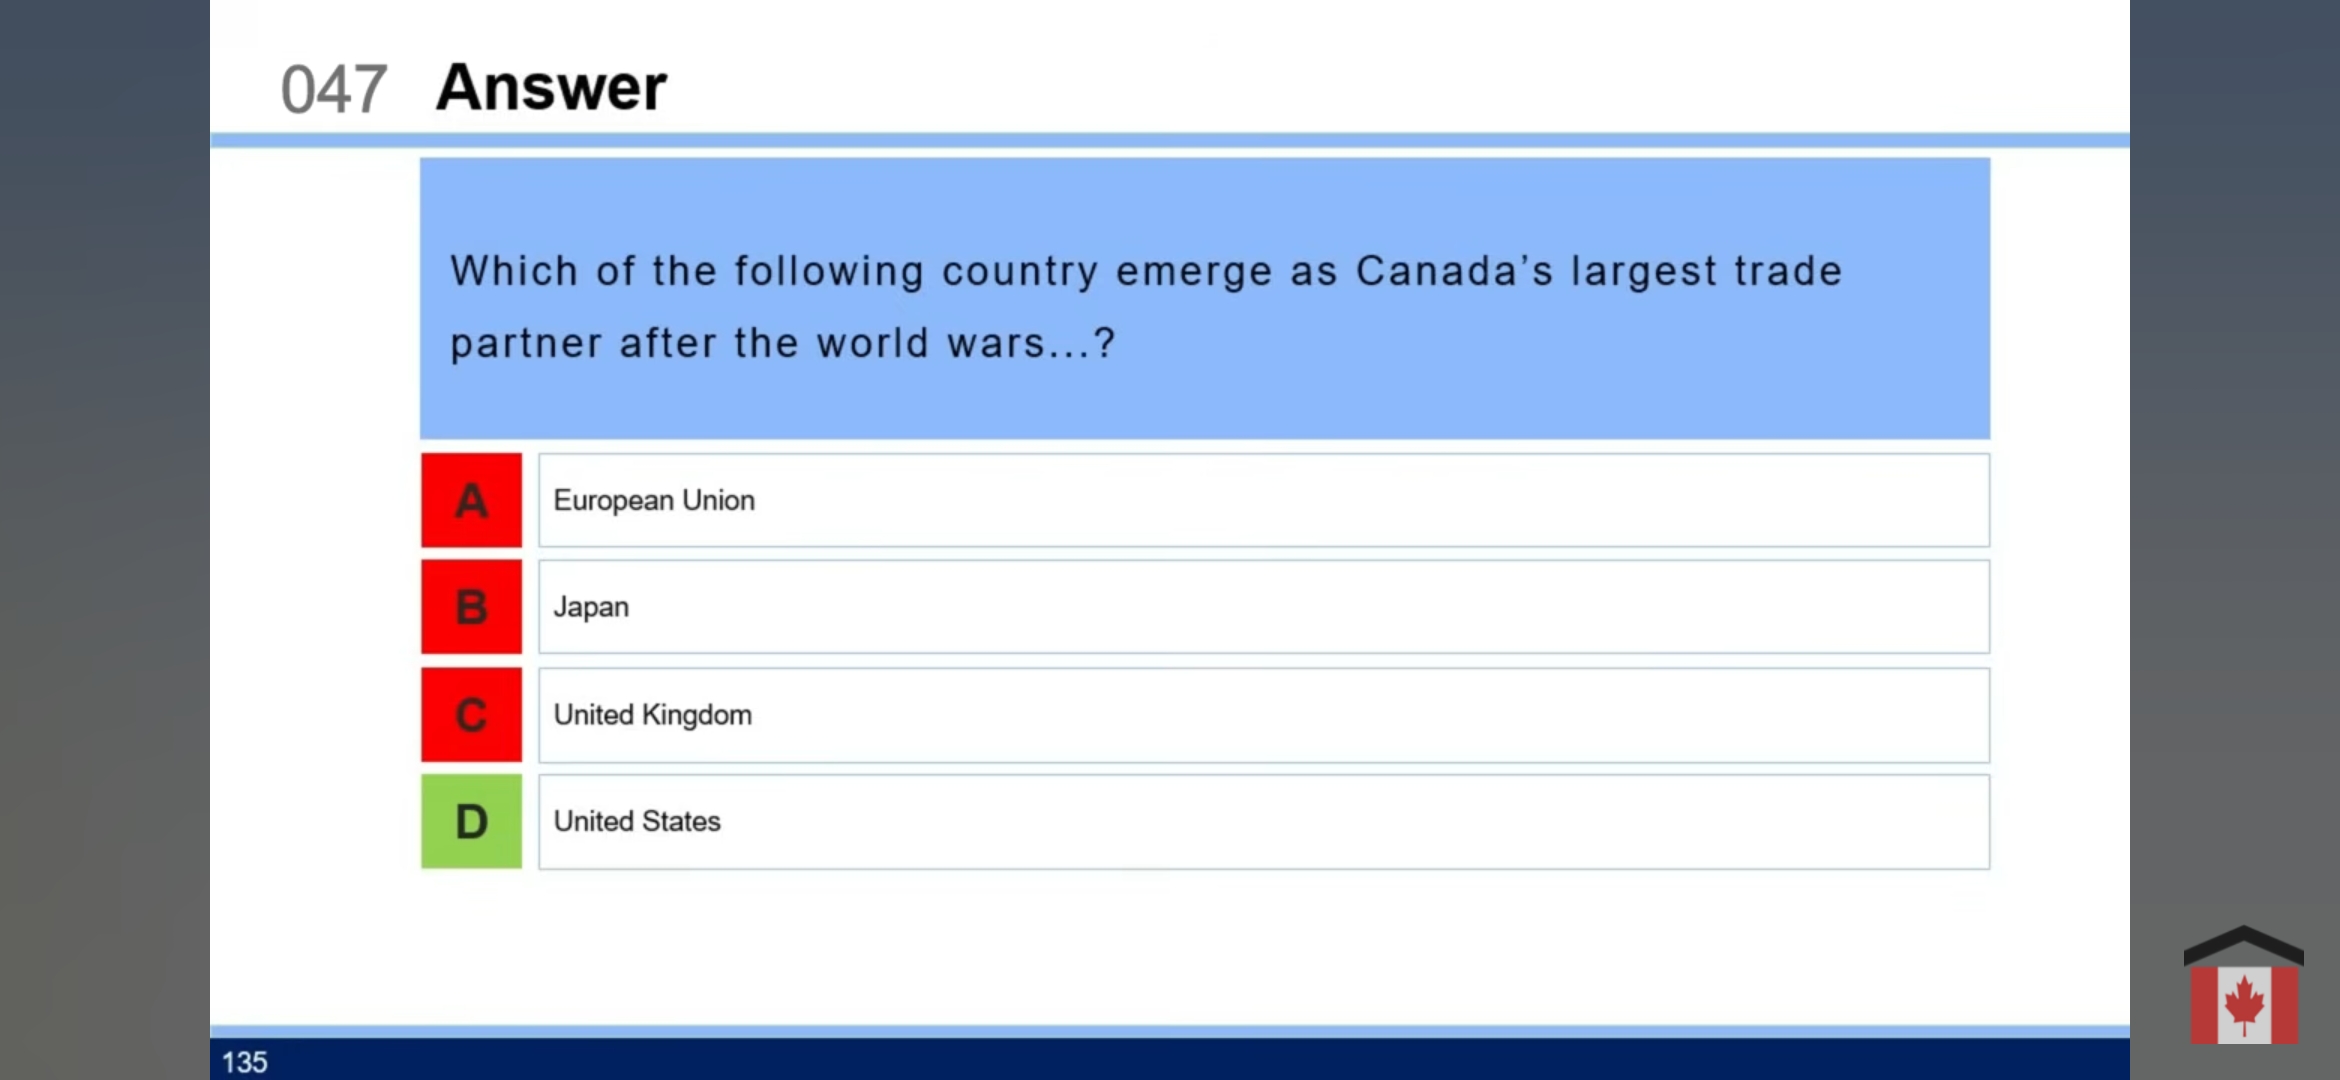 047 Answer
Which of the following country emerge as Canada’s largest trade
partner after the world wars...?
A European Union
B Japan
C United Kingdom
D United States
135